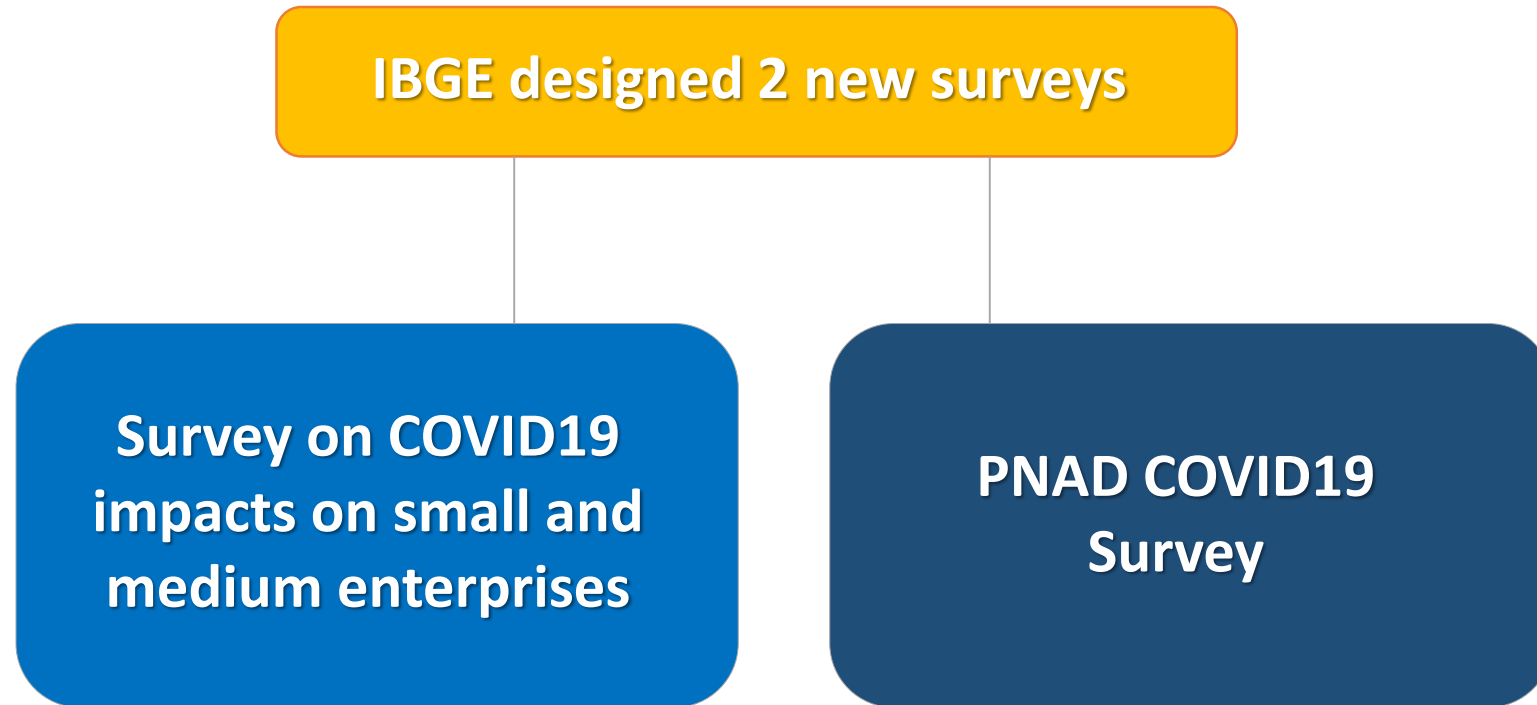 IBGE designed 2 new surveys
Survey on COVID19
impacts on small and
medium enterprises
PNAD COVID19
Survey